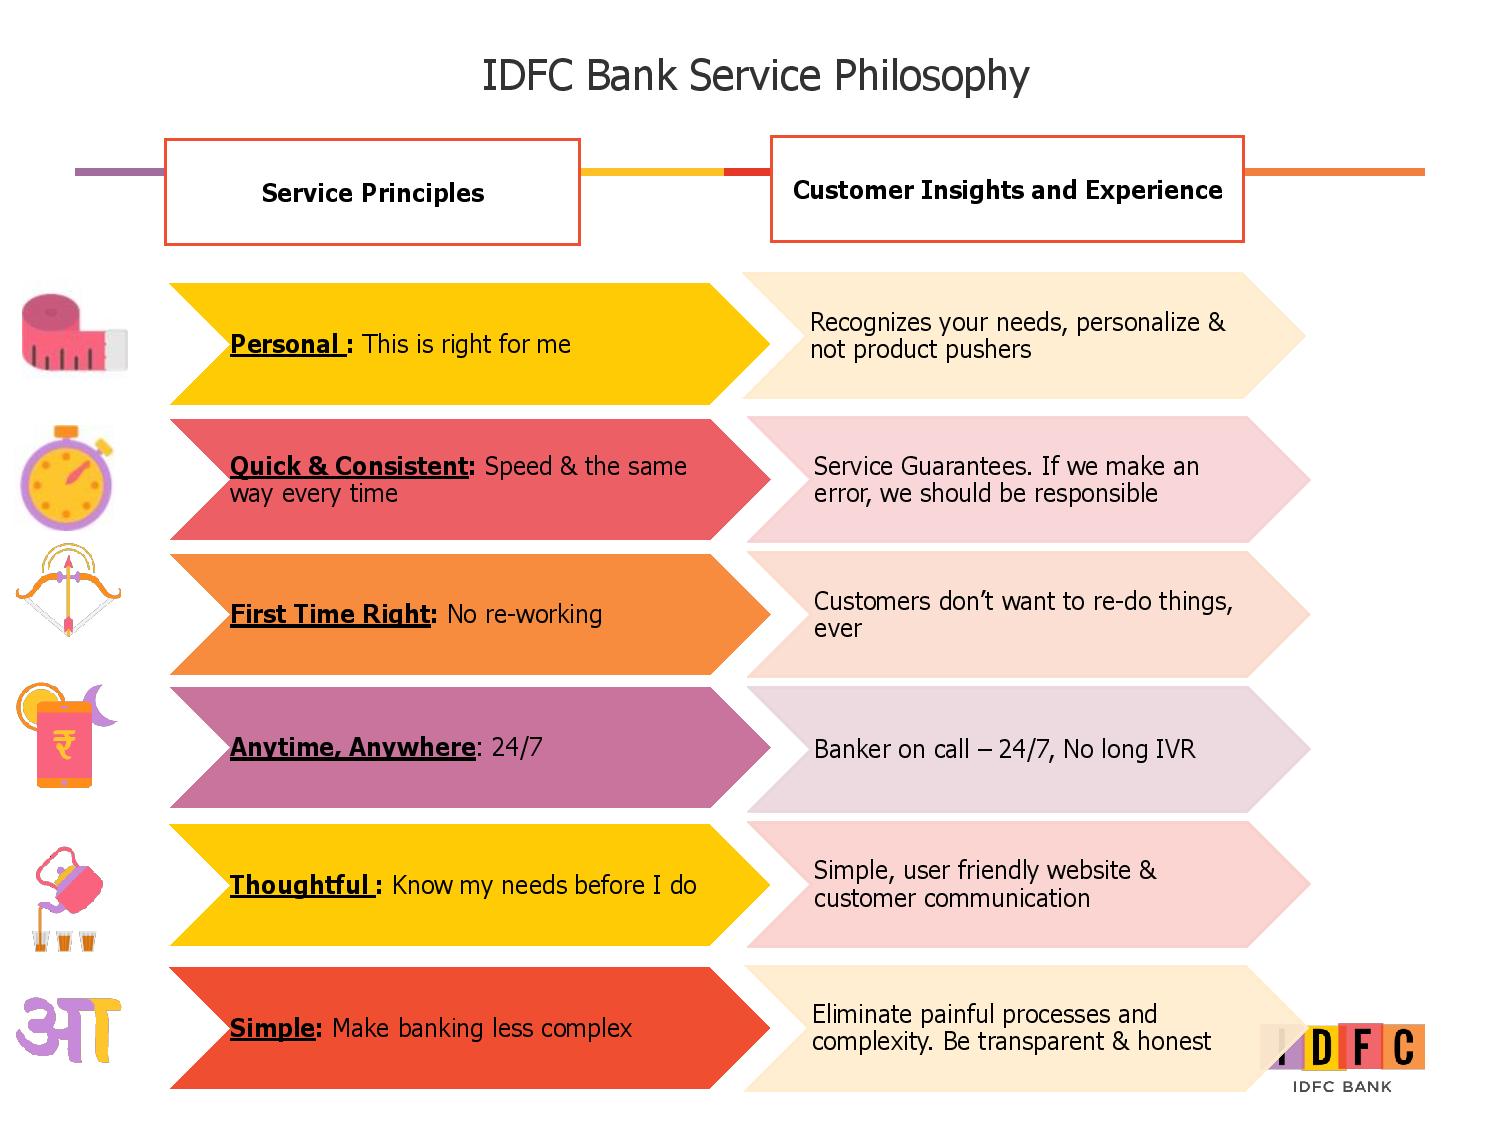 IDFC Bank Service Philosophy
Service Principles
Customer Insights and Experience
Personal : This is right for me
Recognizes your needs, personalize &
not product pushers
Quick & Consistent: Speed & the same
way every time
Service Guarantees. If we make an
error, we should be responsible
First Time Right: No re-working
Customers don’t want to re-do things,
ever
₹
Anytime, Anywhere: 24/7
Banker on call – 24/7, No long IVR
Thoughtful : Know my needs before I do
Simple, user friendly website &
customer communication
आ
Simple: Make banking less complex
Eliminate painful processes and
complexity. Be transparent & honest
IDFC
IDFC BANK